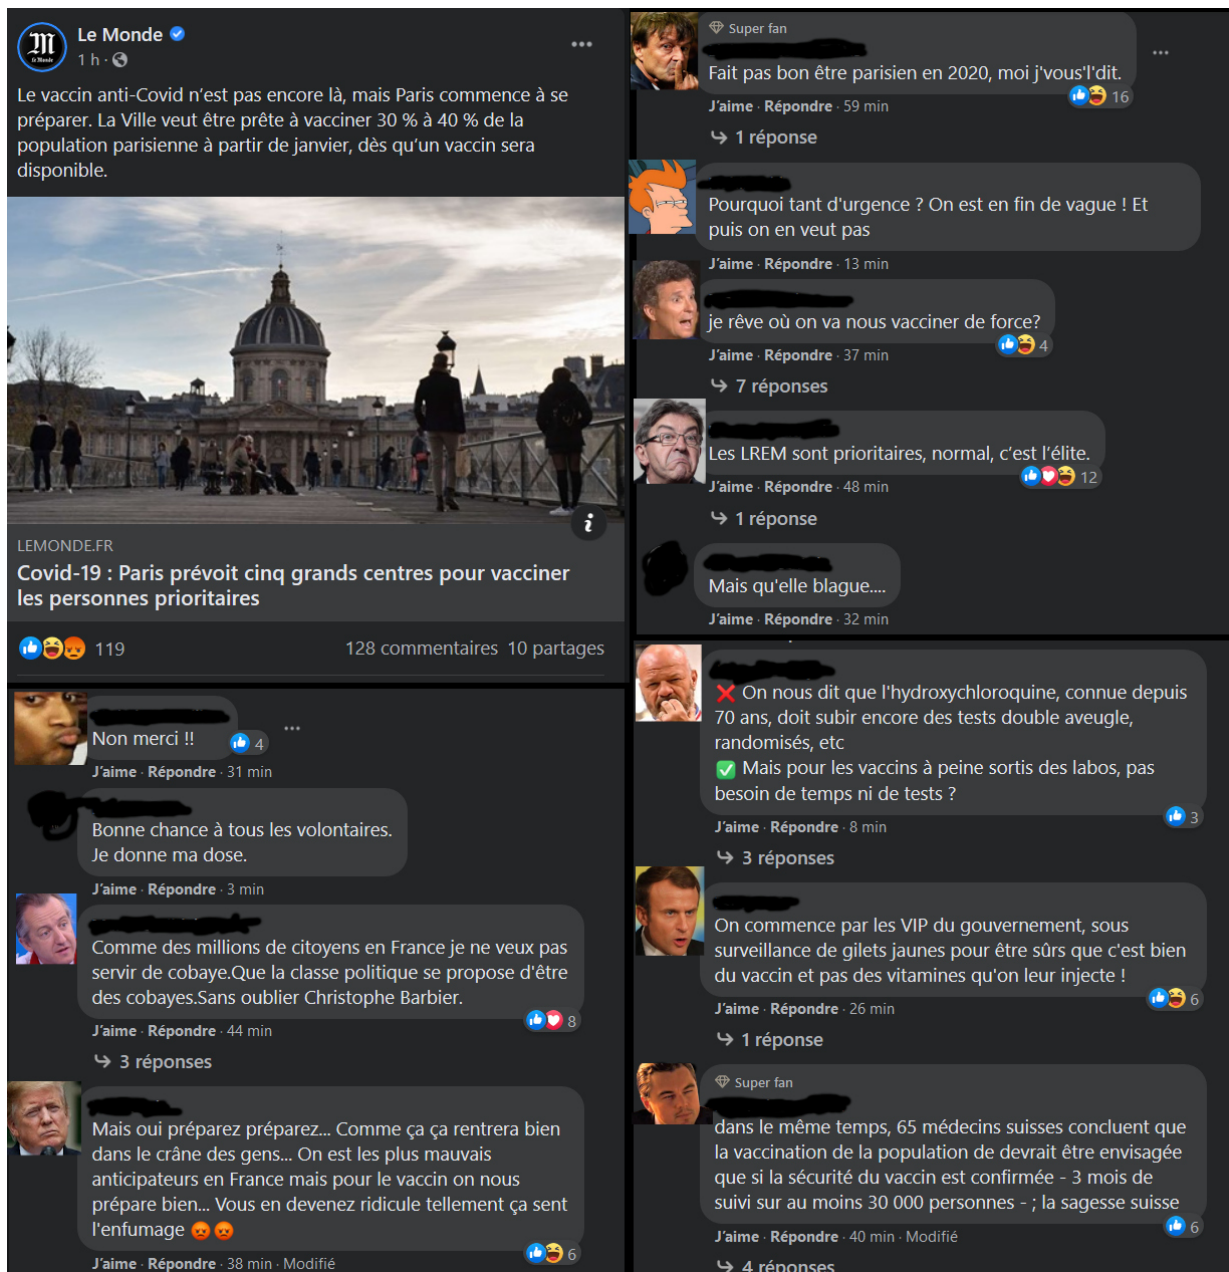 Le Monde
1 h ·
Le vaccin anti-Covid n'est pas encore là, mais Paris commence à se
préparer. La Ville veut être prête à vacciner 30 % à 40 % de la
population parisienne à partir de janvier, dès qu'un vaccin sera
disponible.
LEMONDE.FR
Covid-19 : Paris prévoit cinq grands centres pour vacciner
les personnes prioritaires
119
128 commentaires 10 partages
Non merci !!
4
J'aime · Répondre · 31 min
Bonne chance à tous les volontaires.
Je donne ma dose.
J'aime · Répondre · 3 min
Comme des millions de citoyens en France je ne veux pas
servir de cobaye.Que la classe politique se propose d'être
des cobayes.Sans oublier Christophe Barbier.
8
J'aime · Répondre · 44 min
3 réponses
Mais oui préparez préparez... Comme ça ça rentrera bien
dans le crâne des gens... On est les plus mauvais
anticipateurs en France mais pour le vaccin on nous
prépare bien... Vous en devenez ridicule tellement ça sent
l'enfumage 😡😡
6
J'aime · Répondre · 38 min · Modifié
Super fan
Fait pas bon être parisien en 2020, moi j'vous'l'dit.
16
J'aime · Répondre · 59 min
1 réponse
Pourquoi tant d'urgence ? On est en fin de vague ! Et
puis on en veut pas
J'aime · Répondre · 13 min
je rêve où on va nous vacciner de force?
4
J'aime · Répondre · 37 min
7 réponses
Les LREM sont prioritaires, normal, c'est l'élite.
12
J'aime · Répondre · 48 min
1 réponse
Mais qu'elle blague....
J'aime · Répondre · 32 min
❌ On nous dit que l'hydroxychloroquine, connue depuis
70 ans, doit subir encore des tests double aveugle,
randomisés, etc
✅ Mais pour les vaccins à peine sortis des labos, pas
besoin de temps ni de tests ?
3
J'aime · Répondre · 8 min
3 réponses
On commence par les VIP du gouvernement, sous
surveillance de gilets jaunes pour être sûrs que c'est bien
du vaccin et pas des vitamines qu'on leur injecte !
6
J'aime · Répondre · 26 min
1 réponse
Super fan
dans le même temps, 65 médecins suisses concluent que
la vaccination de la population de devrait être envisagée
que si la sécurité du vaccin est confirmée - 3 mois de
suivi sur au moins 30 000 personnes - ; la sagesse suisse
6
J'aime · Répondre · 40 min · Modifié
4 réponses